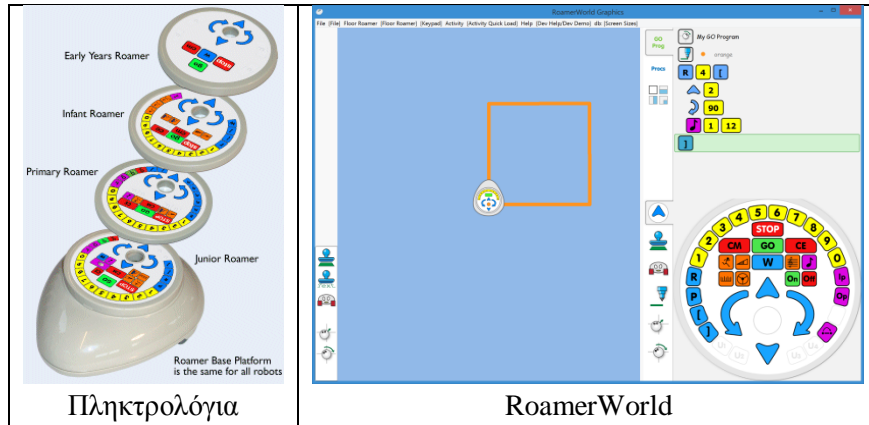 Early Years Roamer
Infant Roamer
Primary Roamer
Junior Roamer
Roamer Base Platform
is the same for all robots
Πληκτρολόγια
RoamerWorld Graphics
File |File| Floor Roamer |Floor Roamer| |Keypad| Activity |Activity Quick Load| Help |Dev Help/Dev Demo| db |Screen Sizes|
GO
Prog
Procs
My GO Program
orange
R 4 [
2
90
1 12
]
1 2 3 4 5 6 7 8 9 0
STOP
CM GO CE
W
On Off
R
P
[
]
Ip
Op
RoamerWorld